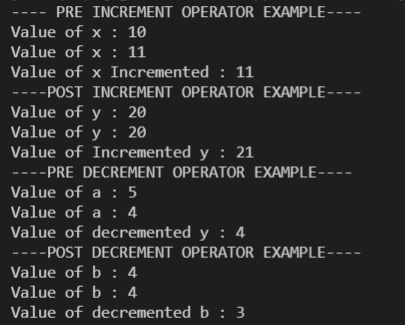 ---- PRE INCREMENT OPERATOR EXAMPLE----
Value of x : 10
Value of x : 11
Value of x Incremented : 11
----POST INCREMENT OPERATOR EXAMPLE----
Value of y : 20
Value of y : 20
Value of Incremented y : 21
----PRE DECREMENT OPERATOR EXAMPLE----
Value of a : 5
Value of a : 4
Value of decremented y : 4
----POST DECREMENT OPERATOR EXAMPLE----
Value of b : 4
Value of b : 4
Value of decremented b : 3